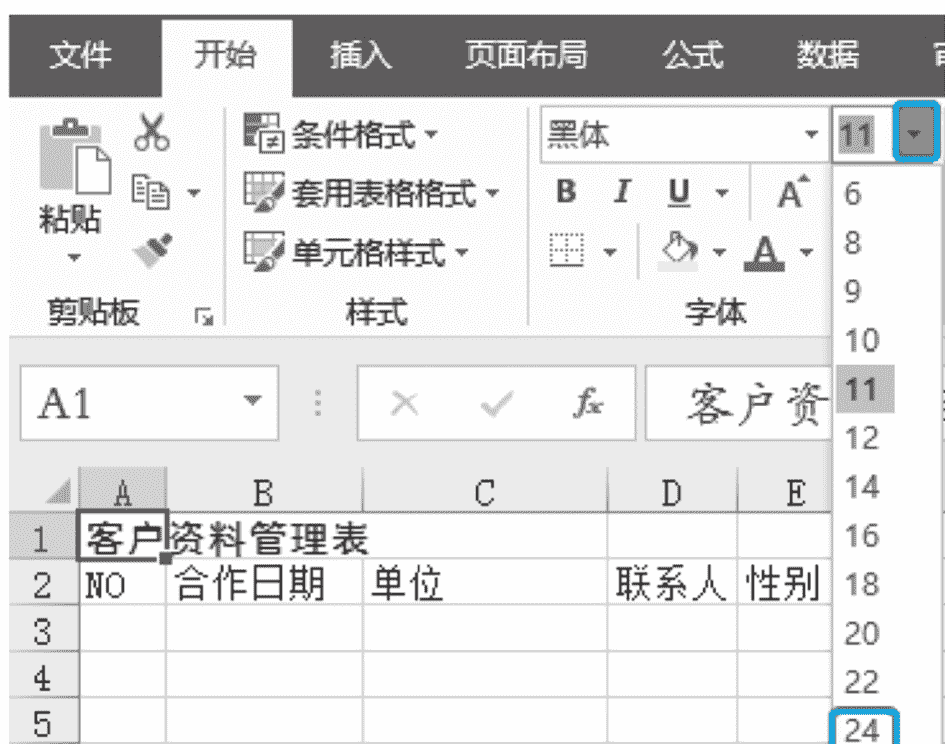 文件 开始 插入 页面布局 公式 数据
条件格式 黑体 11
套用表格格式 B I U A 6
粘贴 单元格样式 A 8
剪贴板 样式 字体 9
10
A1 fx 客户资 11
12
A B C D E 14
1 客户资料管理表 16
2 NO 合作日期 单位 联系人 性别 18
3 20
4 22
5 24